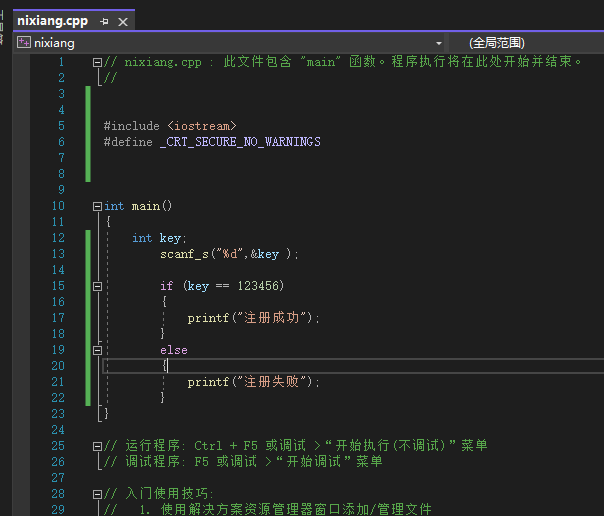 nixiang.cpp
nixiang (全局范围)
1 // nixiang.cpp : 此文件包含 "main" 函数。程序执行将在此处开始并结束。
2 //
3
4
5 #include <iostream>
6 #define _CRT_SECURE_NO_WARNINGS
7
8
9
10 int main()
11 {
12 int key;
13 scanf_s("%d",&key );
14
15 if (key == 123456)
16 {
17 printf("注册成功");
18 }
19 else
20 {
21 printf("注册失败");
22 }
23 }
24
25 // 运行程序: Ctrl + F5 或调试 >“开始执行(不调试)”菜单
26 // 调试程序: F5 或调试 >“开始调试”菜单
27
28 // 入门使用技巧:
29 // 1. 使用解决方案资源管理器窗口添加/管理文件